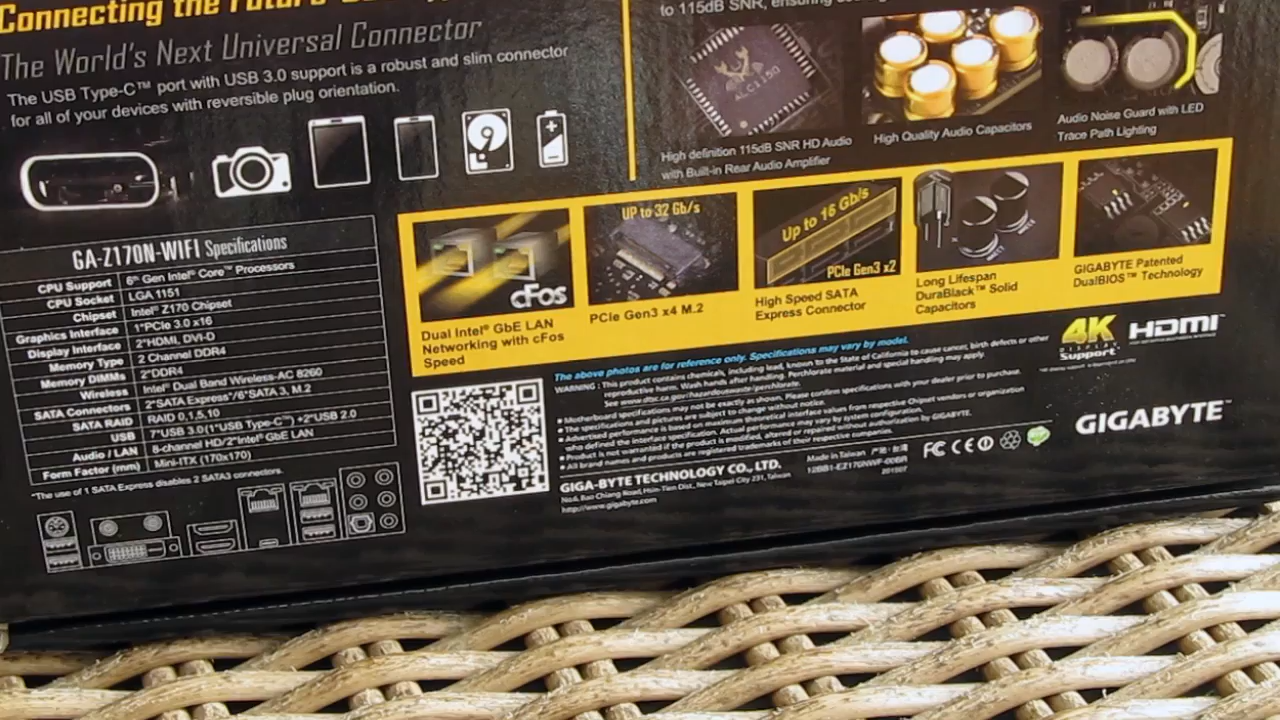 Connecting the Future
The World's Next Universal Connector
The USB Type-C™ port with USB 3.0 support is a robust and slim connector
for all of your devices with reversible plug orientation.
to 115dB SNR, ensuring
ALC1150
High definition 115dB SNR HD Audio
with Built-in Rear Audio Amplifier
High Quality Audio Capacitors
Audio Noise Guard with LED
Trace Path Lighting
GA-Z170N-WIFI Specifications
CPU Support 6th Gen Intel® Core™ Processors
CPU Socket LGA 1151
Chipset Intel® Z170 Chipset
Graphics Interface 1*PCIe 3.0 x16
Display Interface 2*HDMI, DVI-D
Memory Type 2 Channel DDR4
Memory DIMMs 2*DDR4
Wireless Intel® Dual Band Wireless-AC 8260
SATA Connectors 2*SATA Express*/6*SATA 3, M.2
SATA RAID RAID 0,1,5,10
USB 7*USB 3.0(1*USB Type-C™) +2*USB 2.0
Audio / LAN 8-channel HD/2*Intel® GbE LAN
Form Factor (mm) Mini-ITX (170x170)
*The use of 1 SATA Express disables 2 SATA3 connectors.
cFos
Dual Intel® GbE LAN
Networking with cFos
Speed
UP to 32 Gb/s
PCIe Gen3 x4 M.2
Up to 16 Gb/s
PCIe Gen3 x2
High Speed SATA
Express Connector
Long Lifespan
DuraBlack™ Solid
Capacitors
GIGABYTE Patented
DualBIOS™ Technology
The above photos are for reference only. Specifications may vary by model.
WARNING : This product contains chemicals, including lead, known to the State of California to cause cancer, birth defects or other
reproductive harm. Wash hands after handling. Perchlorate material and special handling may apply.
See www.dtsc.ca.gov/hazardouswaste/perchlorate.
• Motherboard specifications may not be exactly as shown. Please confirm specifications with your dealer prior to purchase.
• The specifications and pictures are subject to change without notice.
• Advertised performance is based on maximum theoretical interface values from respective Chipset vendors or organization
who defined the interface specification. Actual performance may vary by system configuration.
• Product is not warranted if the product is modified, altered or repaired without authorization by GIGABYTE.
• All brand names and products are registered trademarks of their respective companies.
GIGA-BYTE TECHNOLOGY CO., LTD.
No.6, Bao Chiang Road, Hsin-Tien Dist., New Taipei City 231, Taiwan
http://www.gigabyte.com
Made in Taiwan
FC CE
4K
Support
HDMI™
GIGABYTE™